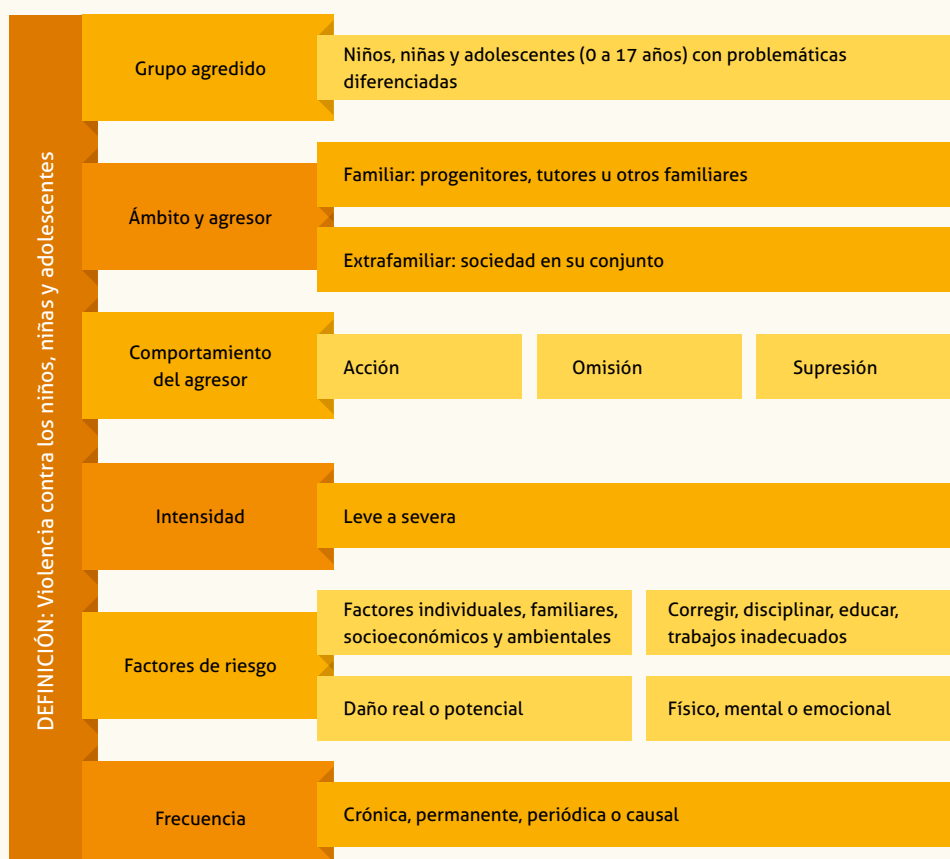 DEFINICIÓN: Violencia contra los niños, niñas y adolescentes
Grupo agredido
Niños, niñas y adolescentes (0 a 17 años) con problemáticas
diferenciadas
Ámbito y agresor
Familiar: progenitores, tutores u otros familiares
Extrafamiliar: sociedad en su conjunto
Comportamiento
del agresor
Acción
Omisión
Supresión
Intensidad
Leve a severa
Factores de riesgo
Factores individuales, familiares,
socioeconómicos y ambientales
Corregir, disciplinar, educar,
trabajos inadecuados
Daño real o potencial
Físico, mental o emocional
Frecuencia
Crónica, permanente, periódica o causal